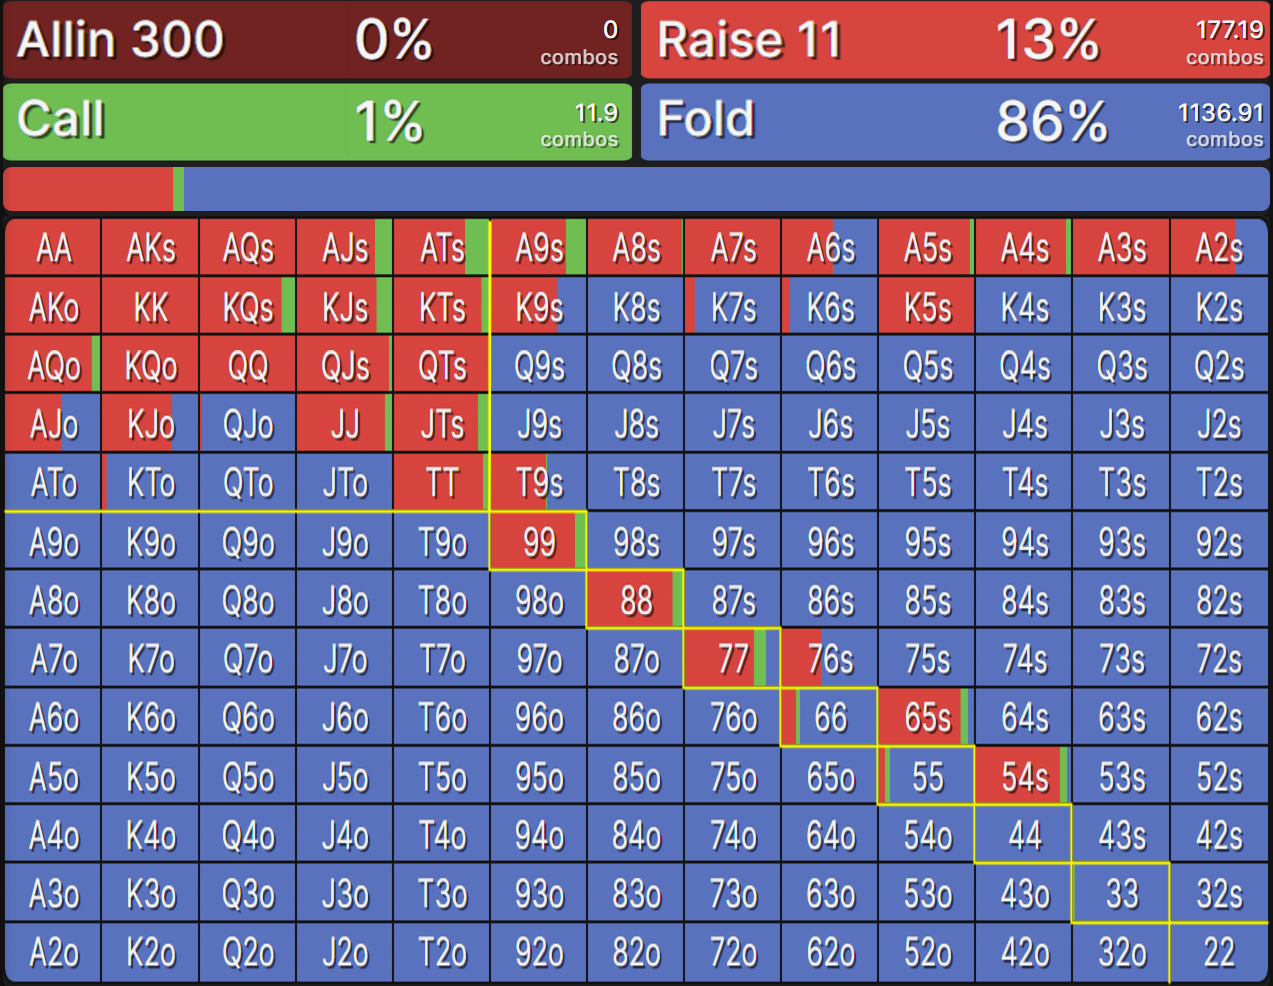 Allin 300 0% 0 combos Raise 11 13% 177.19 combos
Call 1% 11.9 combos Fold 86% 1136.91 combos
AA AKs AQs AJs ATs A9s A8s A7s A6s A5s A4s A3s A2s
AKo KK KQs KJs KTs K9s K8s K7s K6s K5s K4s K3s K2s
AQo KQo QQ QJs QTs Q9s Q8s Q7s Q6s Q5s Q4s Q3s Q2s
AJo KJo QJo JJ JTs J9s J8s J7s J6s J5s J4s J3s J2s
ATo KTo QTo JTo TT T9s T8s T7s T6s T5s T4s T3s T2s
A9o K9o Q9o J9o T9o 99 98s 97s 96s 95s 94s 93s 92s
A8o K8o Q8o J8o T8o 98o 88 87s 86s 85s 84s 83s 82s
A7o K7o Q7o J7o T7o 97o 87o 77 76s 75s 74s 73s 72s
A6o K6o Q6o J6o T6o 96o 86o 76o 66 65s 64s 63s 62s
A5o K5o Q5o J5o T5o 95o 85o 75o 65o 55 54s 53s 52s
A4o K4o Q4o J4o T4o 94o 84o 74o 64o 54o 44 43s 42s
A3o K3o Q3o J3o T3o 93o 83o 73o 63o 53o 43o 33 32s
A2o K2o Q2o J2o T2o 92o 82o 72o 62o 52o 42o 32o 22